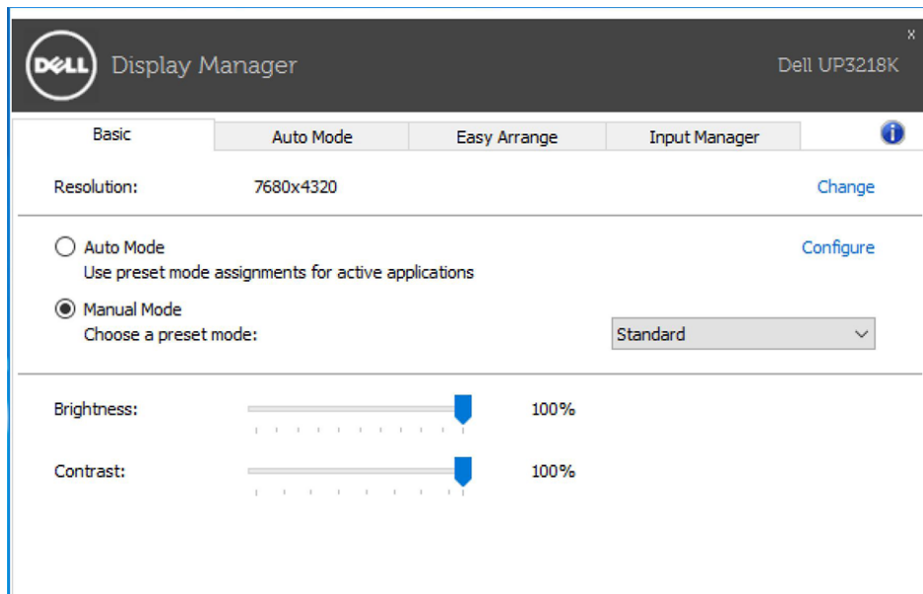 DELL Display Manager Dell UP3218K x
Basic Auto Mode Easy Arrange Input Manager i
Resolution: 7680x4320 Change
Auto Mode Configure
Use preset mode assignments for active applications
Manual Mode
Choose a preset mode: Standard
Brightness: 100%
Contrast: 100%